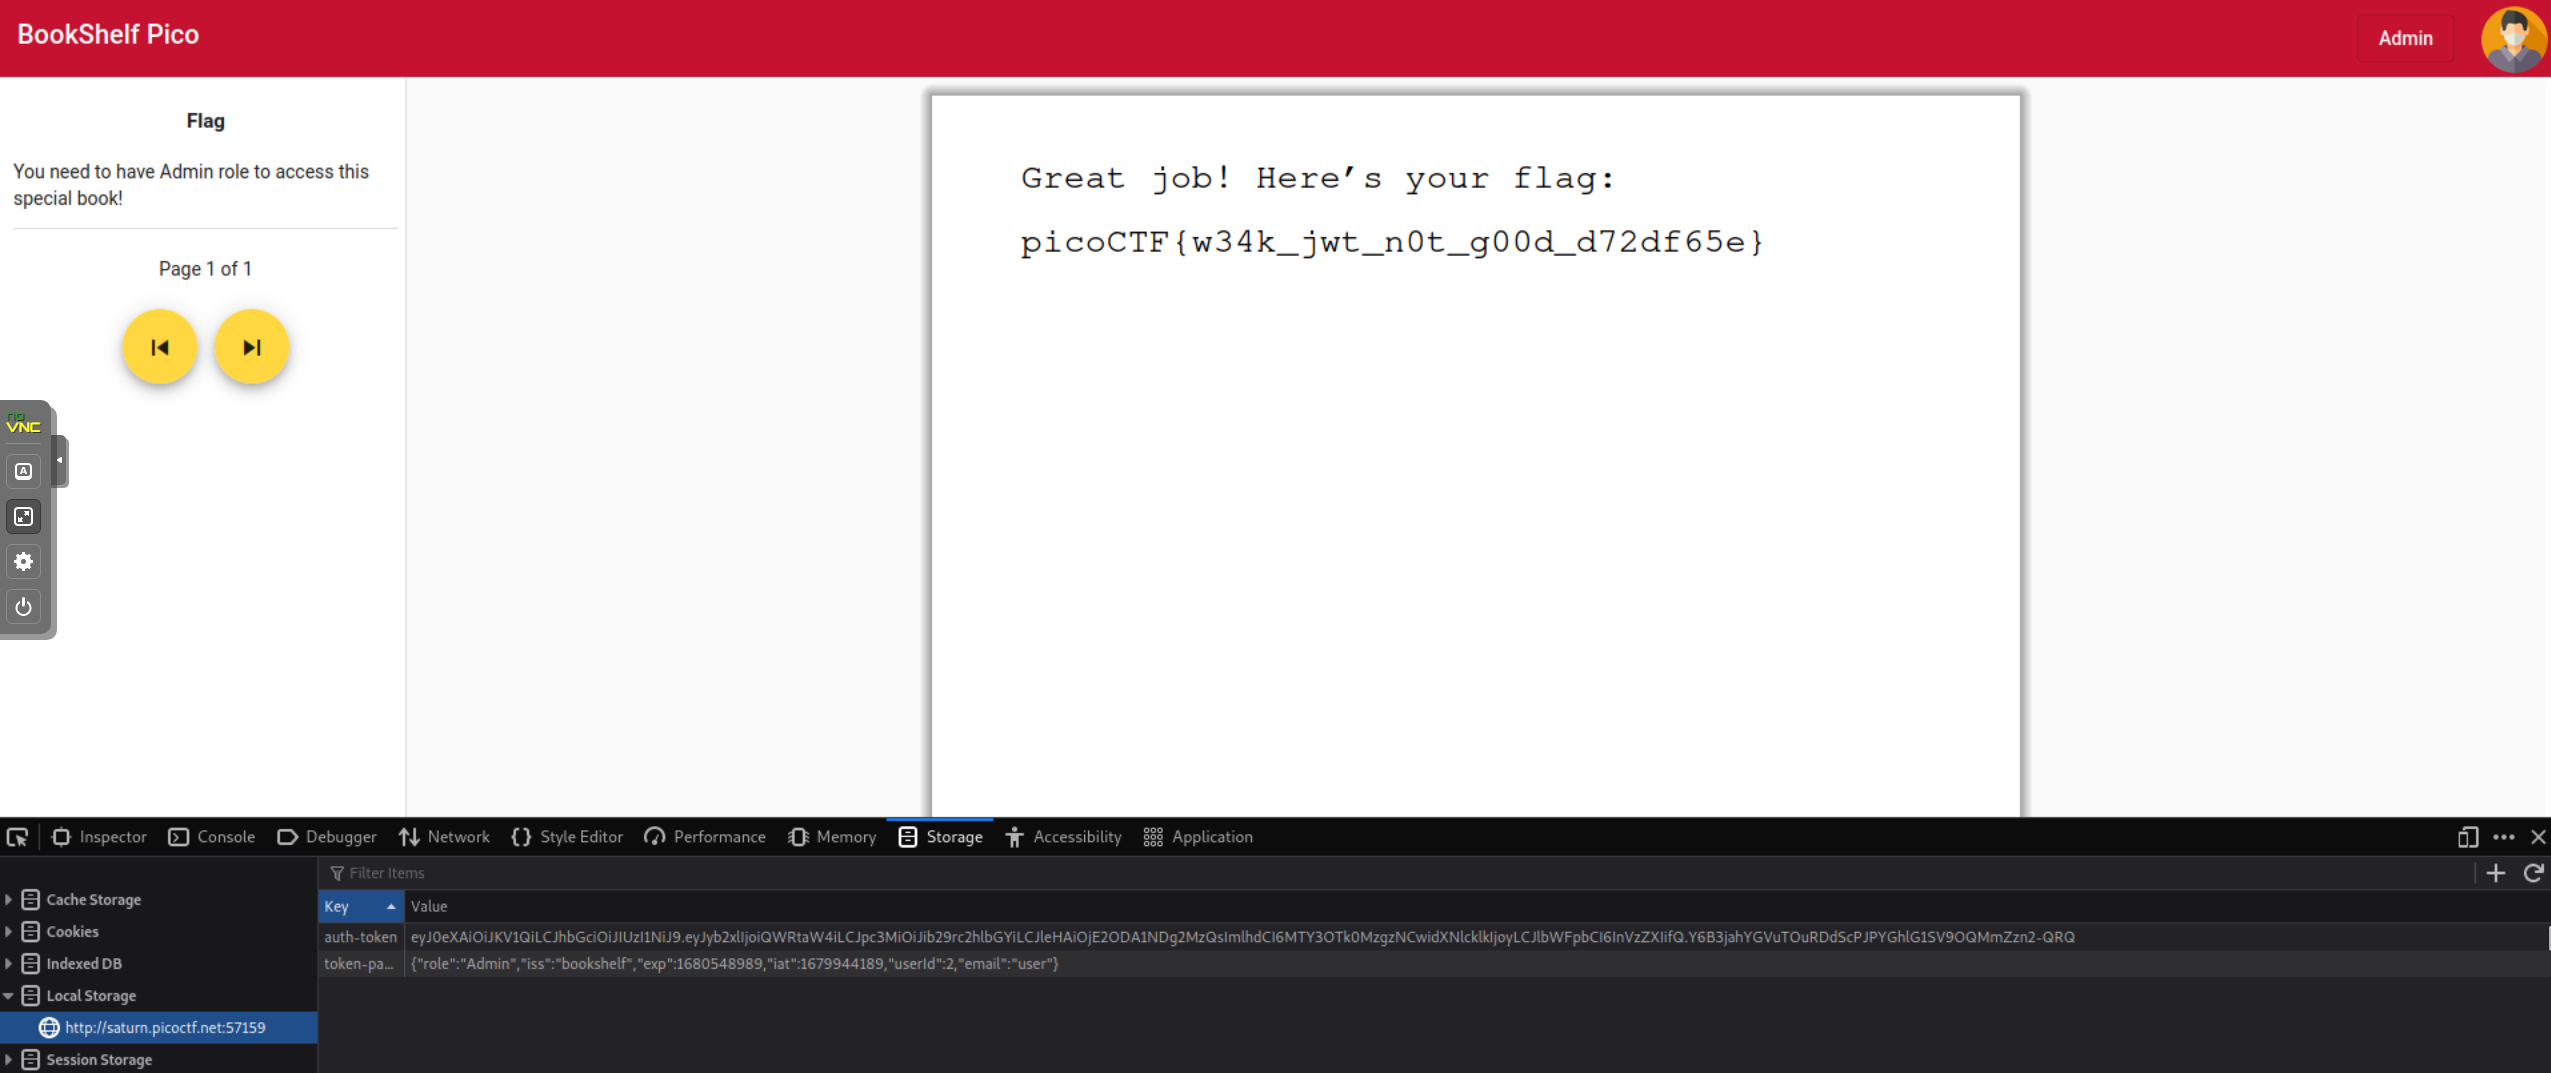 BookShelf Pico
Admin
Flag
You need to have Admin role to access this
special book!
Page 1 of 1
Great job! Here’s your flag:
picoCTF{w34k_jwt_n0t_g00d_d72df65e}
no
VNC
A
Inspector
Console
Debugger
Network
Style Editor
Performance
Memory
Storage
Accessibility
Application
Filter Items
Cache Storage
Cookies
Indexed DB
Local Storage
http://saturn.picoctf.net:57159
Session Storage
Key Value
auth-token eyJ0eXAiOiJKV1QiLCJhbGciOiJIUzI1NiJ9.eyJyb2xlIjoiQWRtaW4iLCJpc3MiOiJib29rc2hlbGYiLCJleHAiOjE2ODA1NDg2MzQsImlhdCI6MTY3OTk0MzgzNCwidXNlcklkIjoyLCJlbWFpbCI6InVzZXIifQ.Y6B3jahYGVuTOuRDdScPJPYGhlG1SV9OQMmZzn2-QRQ
token-pa... {"role":"Admin","iss":"bookshelf","exp":1680548989,"iat":1679944189,"userId":2,"email":"user"}